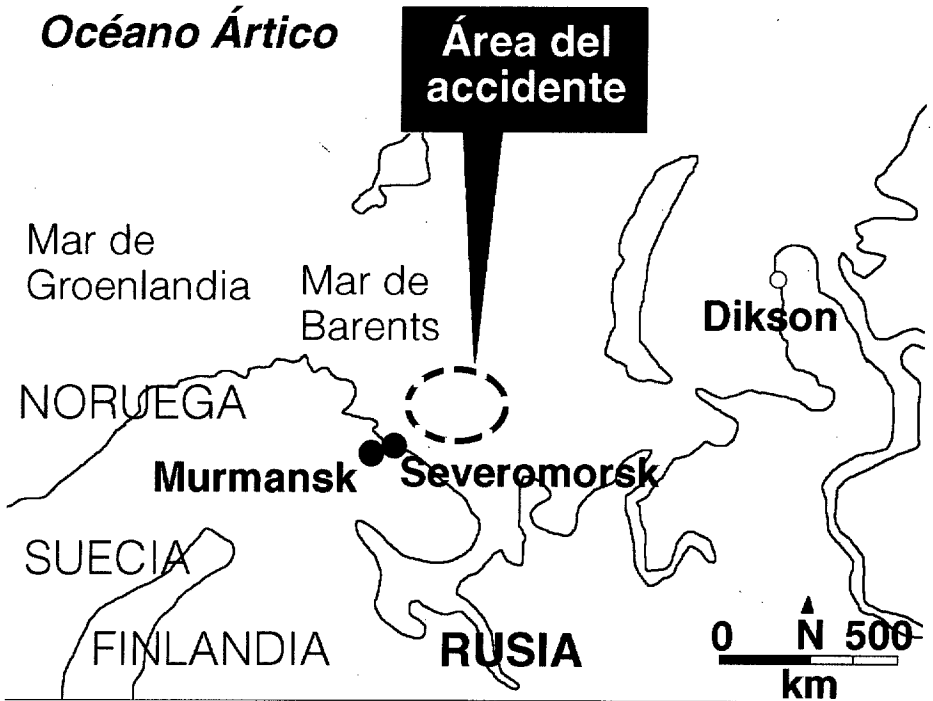 Océano Ártico
Área del
accidente
Mar de
Groenlandia
Mar de
Barents
Dikson
NORUEGA
Murmansk
Severomorsk
SUECIA
FINLANDIA
RUSIA
0 N 500
km